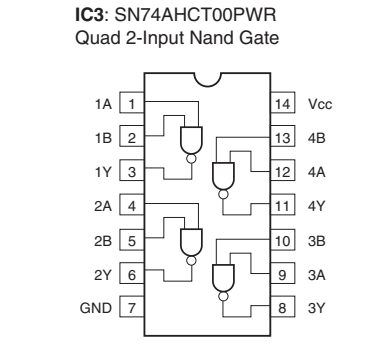 IC3: SN74AHCT00PWR
Quad 2-Input Nand Gate
1A 1 14 Vcc
1B 2 13 4B
1Y 3 12 4A
2A 4 11 4Y
2B 5 10 3B
2Y 6 9 3A
GND 7 8 3Y